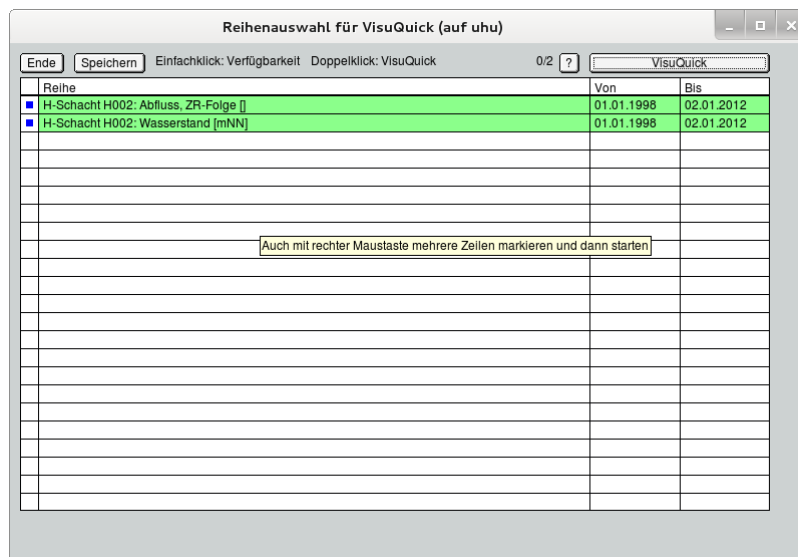 Reihenauswahl für VisuQuick (auf uhu)
Ende Speichern Einfachklick: Verfügbarkeit Doppelklick: VisuQuick 0/2 ? VisuQuick
Reihe Von Bis
H-Schacht H002: Abfluss, ZR-Folge [] 01.01.1998 02.01.2012
H-Schacht H002: Wasserstand [mNN] 01.01.1998 02.01.2012
Auch mit rechter Maustaste mehrere Zeilen markieren und dann starten